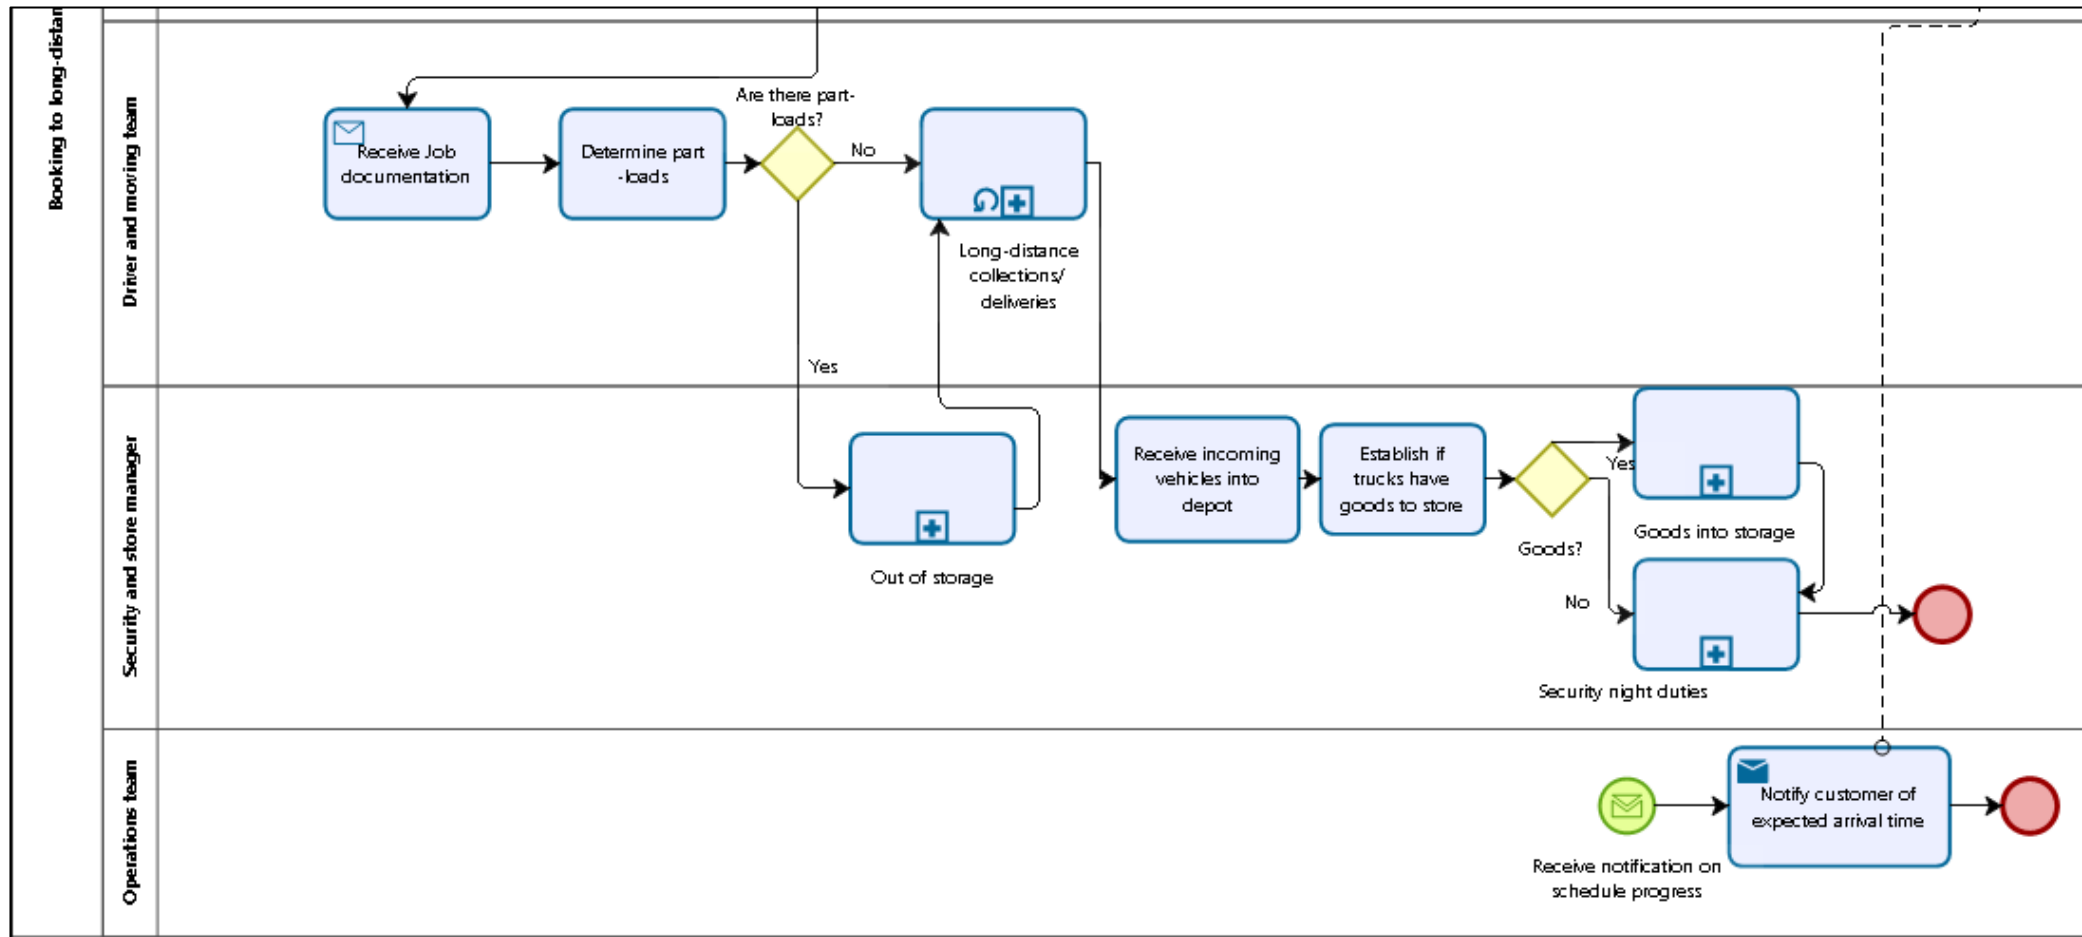 Booking to long-distan
Driver and moving team
Receive Job
documentation
Determine part
-loads
Are there part-
loads?
No
Yes
Long-distance
collections/
deliveries
Security and store manager
Out of storage
Receive incoming
vehicles into
depot
Establish if
trucks have
goods to store
Goods?
Yes
No
Goods into storage
Security night duties
Operations team
Receive notification on
schedule progress
Notify customer of
expected arrival time